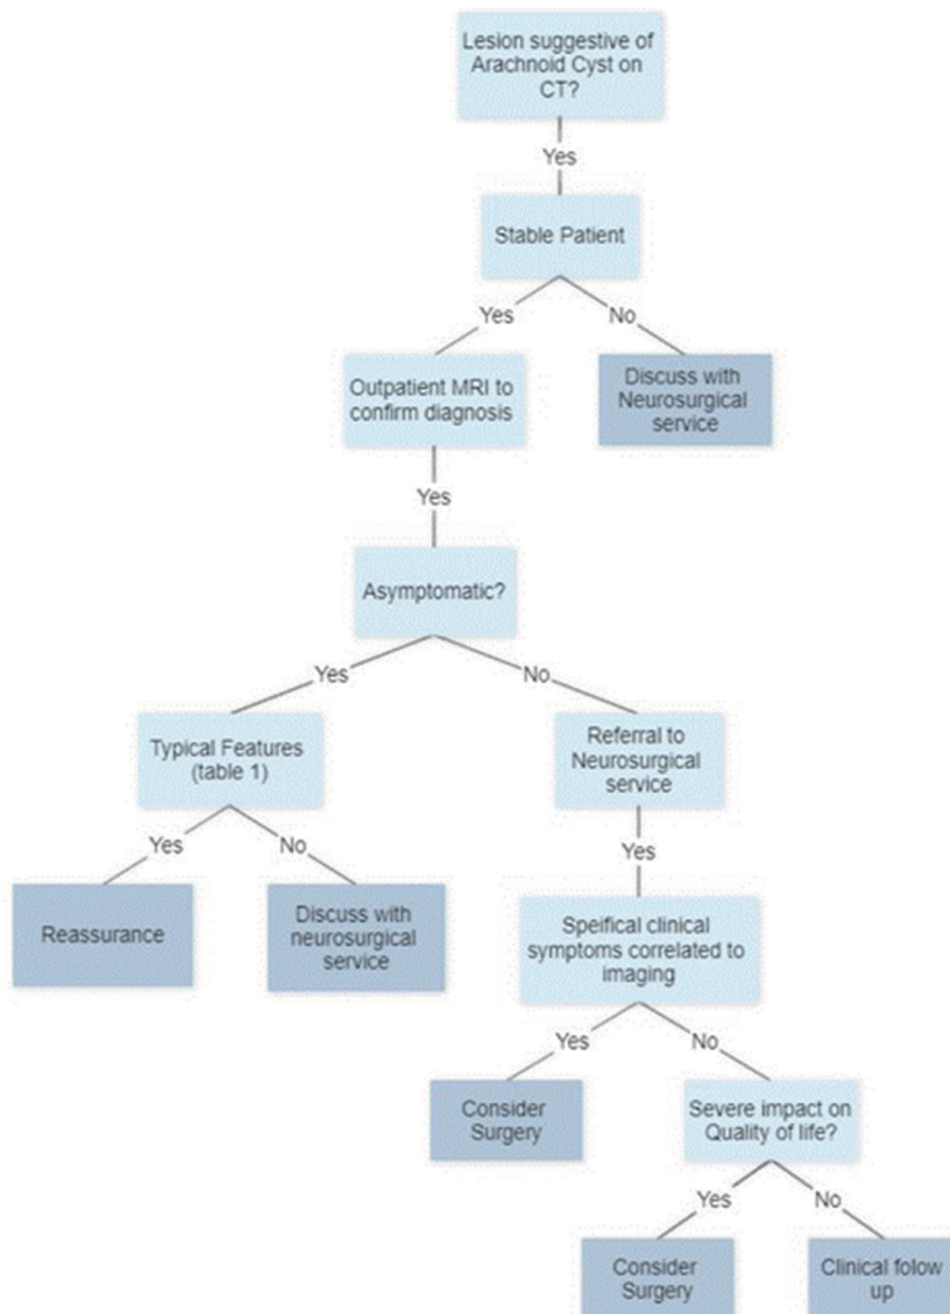 Lesion suggestive of
Arachnoid Cyst on
CT?
Yes
Stable Patient
Yes
No
Outpatient MRI to
confirm diagnosis
Discuss with
Neurosurgical
service
Yes
Asymptomatic?
Yes
No
Typical Features
(table 1)
Referral to
Neurosurgical
service
Yes
No
Yes
Reassurance
Discuss with
neurosurgical
service
Speifical clinical
symptoms correlated to
imaging
Yes
No
Consider
Surgery
Severe impact on
Quality of life?
Yes
No
Consider
Surgery
Clinical folow
up